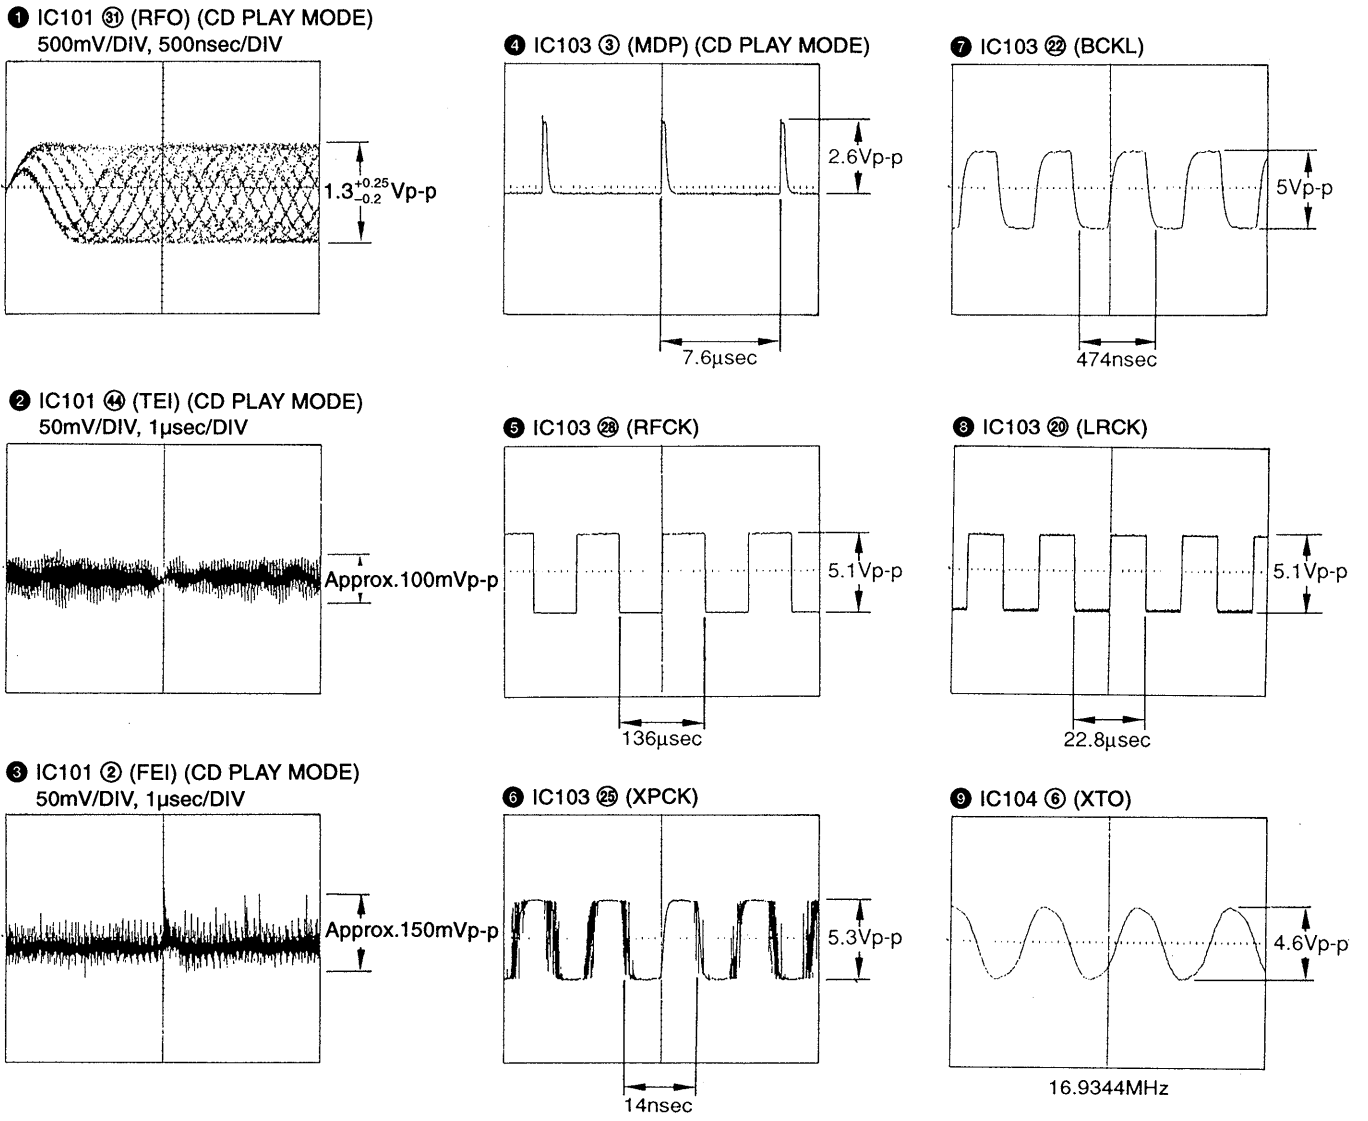 ❶ IC101 ㉛ (RFO) (CD PLAY MODE)
500mV/DIV, 500nsec/DIV
1.3+0.25−0.2Vp-p
❷ IC101 ㊹ (TEI) (CD PLAY MODE)
50mV/DIV, 1μsec/DIV
Approx.100mVp-p
❸ IC101 ② (FEI) (CD PLAY MODE)
50mV/DIV, 1μsec/DIV
Approx.150mVp-p
❹ IC103 ③ (MDP) (CD PLAY MODE)
2.6Vp-p
7.6μsec
❺ IC103 ㉘ (RFCK)
5.1Vp-p
136μsec
❻ IC103 ㉕ (XPCK)
5.3Vp-p
14nsec
❼ IC103 ㉒ (BCKL)
5Vp-p
474nsec
❽ IC103 ⑳ (LRCK)
5.1Vp-p
22.8μsec
❾ IC104 ⑥ (XTO)
4.6Vp-p
16.9344MHz